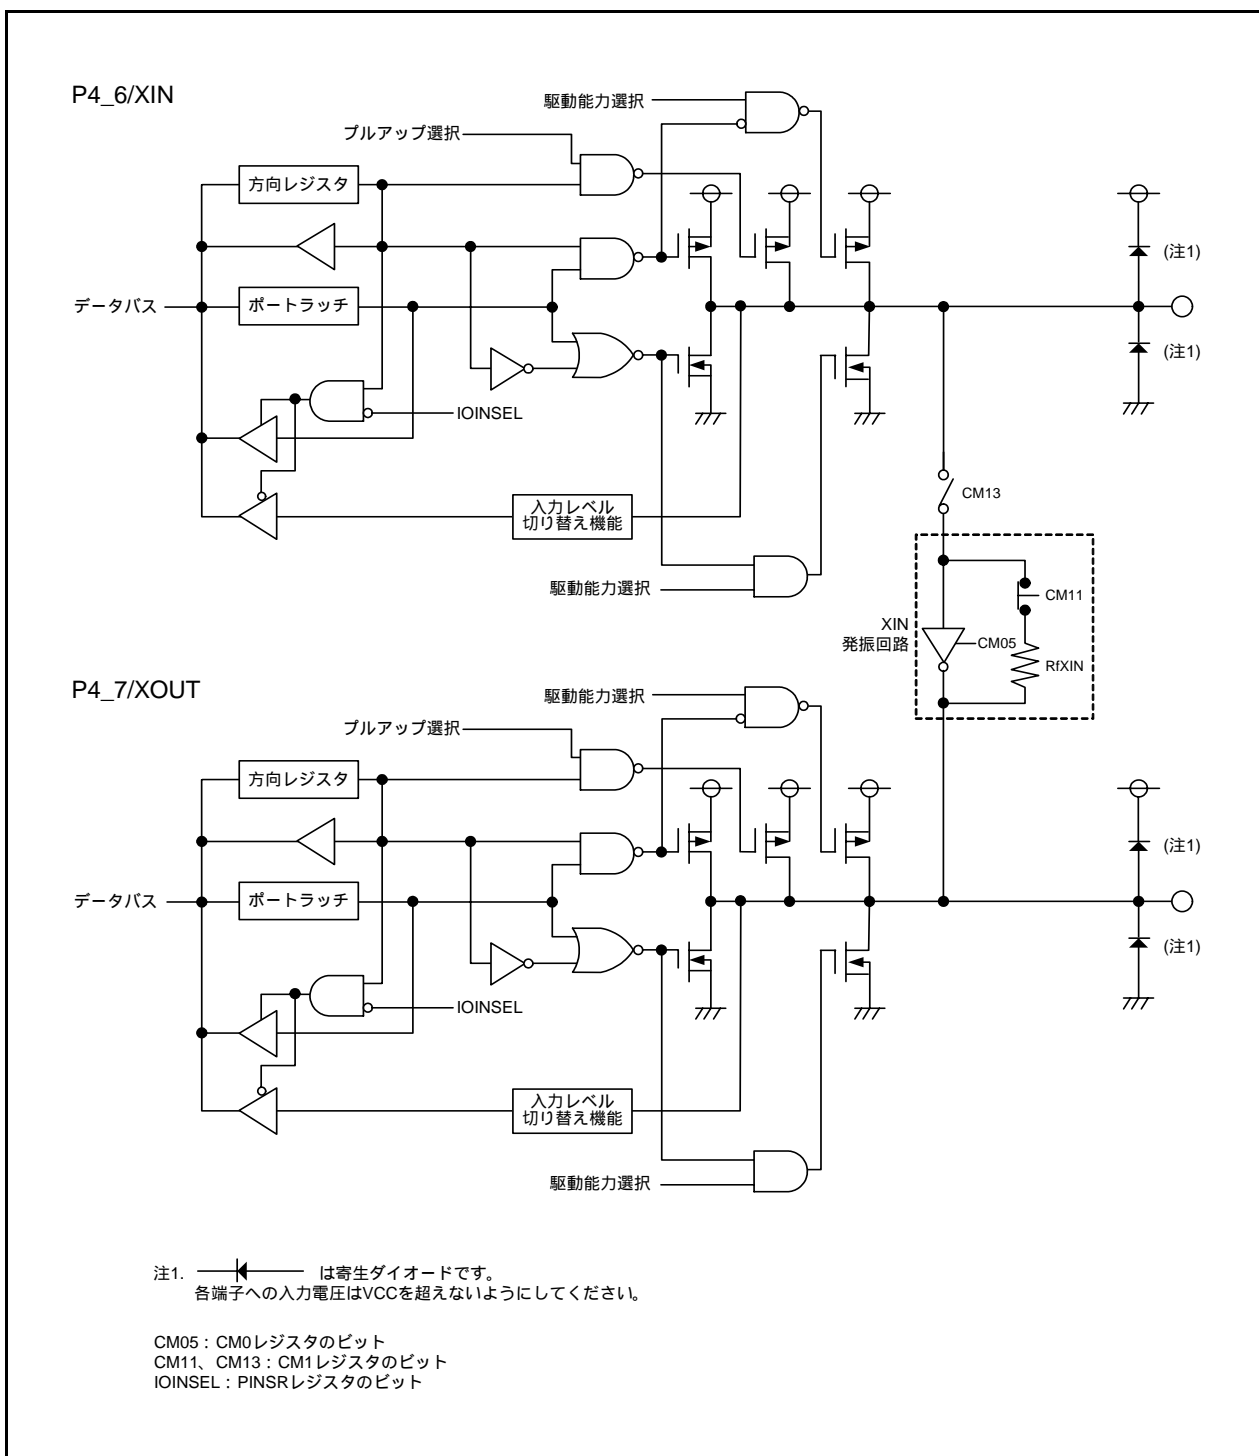 P4_6/XIN
駆動能力選択
プルアップ選択
方向レジスタ
(注1)
データバス
ポートラッチ
(注1)
IOINSEL
CM13
入力レベル
切り替え機能
駆動能力選択
CM11
XIN
発振回路
CM05
RfXIN
P4_7/XOUT
駆動能力選択
プルアップ選択
方向レジスタ
(注1)
データバス
ポートラッチ
(注1)
IOINSEL
入力レベル
切り替え機能
駆動能力選択
注1. は寄生ダイオードです。
各端子への入力電圧はVCCを超えないようにしてください。
CM05：CM0レジスタのビット
CM11、CM13：CM1レジスタのビット
IOINSEL：PINSRレジスタのビット